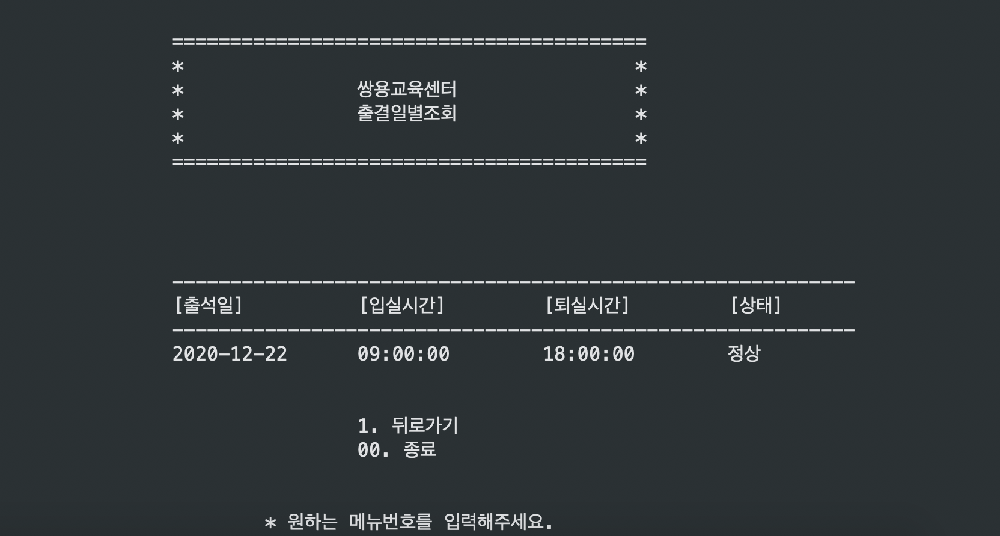 =========================================
* *
* 쌍용교육센터 *
* 출결일별조회 *
* *
=========================================
-----------------------------------------------------------
[출석일] [입실시간] [퇴실시간] [상태]
-----------------------------------------------------------
2020-12-22 09:00:00 18:00:00 정상
1. 뒤로가기
00. 종료
* 원하는 메뉴번호를 입력해주세요.